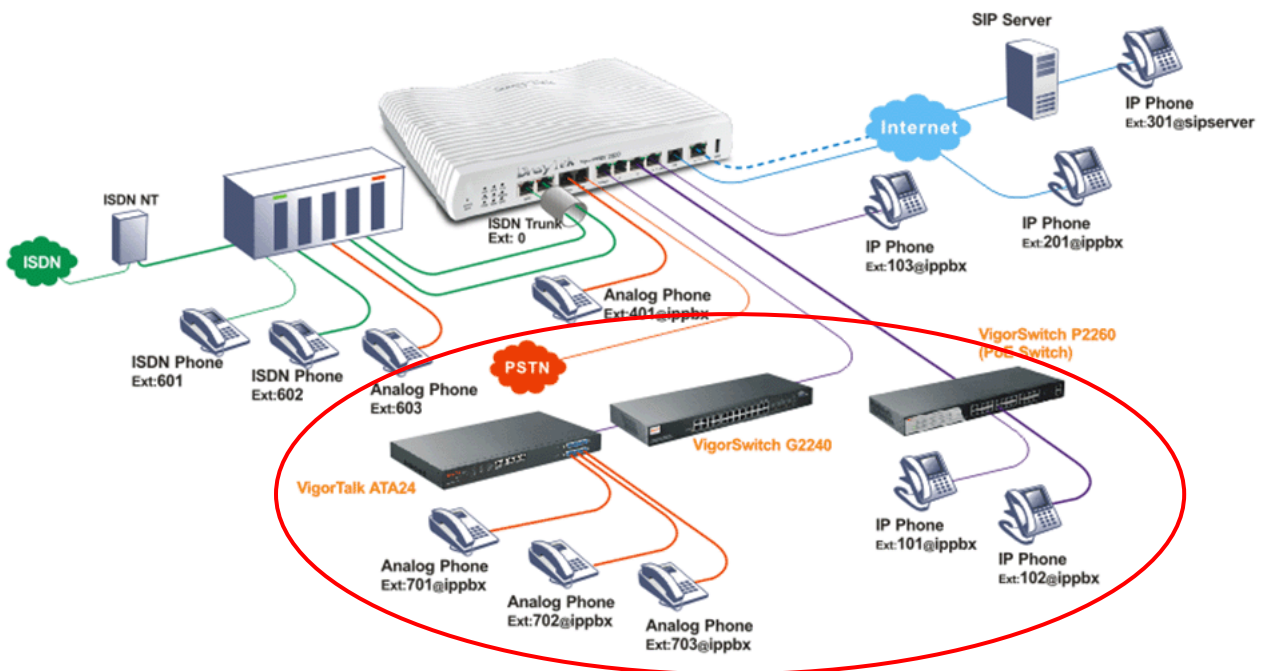 SIP Server
IP Phone
Ext:301@sipserver
Internet
IP Phone
Ext:201@ippbx
IP Phone
Ext:103@ippbx
DrayTek
ISDN NT
ISDN
ISDN Trunk
Ext: 0
Analog Phone
Ext:401@ippbx
ISDN Phone
Ext:601
ISDN Phone
Ext:602
Analog Phone
Ext:603
PSTN
VigorSwitch P2260
(PoE Switch)
VigorSwitch G2240
VigorTalk ATA24
Analog Phone
Ext:701@ippbx
Analog Phone
Ext:702@ippbx
Analog Phone
Ext:703@ippbx
IP Phone
Ext:101@ippbx
IP Phone
Ext:102@ippbx